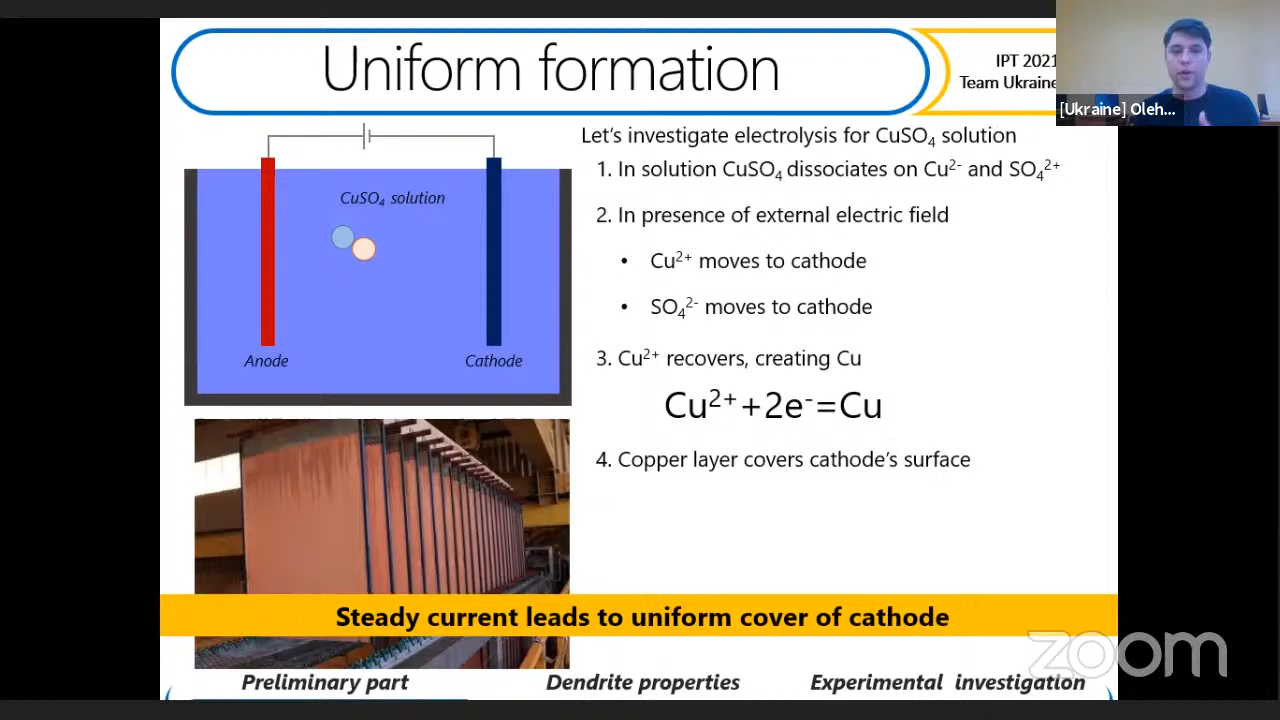 Uniform formation
IPT 2021
Team Ukraine
[Ukraine] Oleh...
Let's investigate electrolysis for CuSO₄ solution
1. In solution CuSO₄ dissociates on Cu²⁻ and SO₄²⁺
2. In presence of external electric field
• Cu²⁺ moves to cathode
• SO₄²⁻ moves to cathode
3. Cu²⁺ recovers, creating Cu
Cu²⁺+2e⁻=Cu
4. Copper layer covers cathode's surface
CuSO₄ solution
Anode
Cathode
Steady current leads to uniform cover of cathode
zoom
Preliminary part
Dendrite properties
Experimental investigation